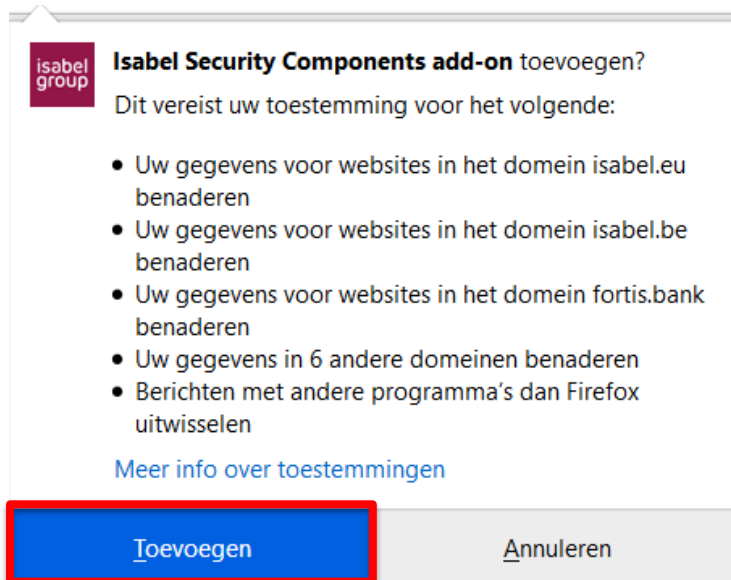 isabel
group
Isabel Security Components add-on toevoegen?
Dit vereist uw toestemming voor het volgende:
• Uw gegevens voor websites in het domein isabel.eu
benaderen
• Uw gegevens voor websites in het domein isabel.be
benaderen
• Uw gegevens voor websites in het domein fortis.bank
benaderen
• Uw gegevens in 6 andere domeinen benaderen
• Berichten met andere programma’s dan Firefox
uitwisselen
Meer info over toestemmingen
Toevoegen
Annuleren